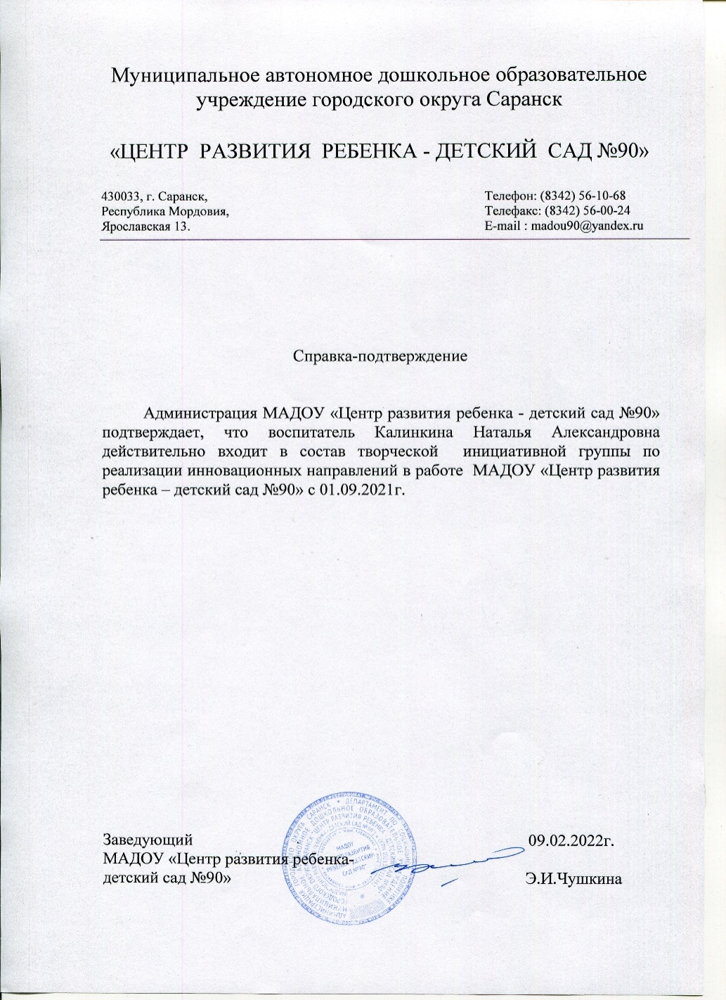 Муниципальное автономное дошкольное образовательное
учреждение городского округа Саранск
«ЦЕНТР РАЗВИТИЯ РЕБЕНКА - ДЕТСКИЙ САД №90»
430033, г. Саранск,
Республика Мордовия,
Ярославская 13.
Телефон: (8342) 56-10-68
Телефакс: (8342) 56-00-24
E-mail : madou90@yandex.ru
Справка-подтверждение
Администрация МАДОУ «Центр развития ребенка - детский сад №90»
подтверждает, что воспитатель Калинкина Наталья Александровна
действительно входит в состав творческой инициативной группы по
реализации инновационных направлений в работе МАДОУ «Центр развития
ребенка – детский сад №90» с 01.09.2021г.
Заведующий
МАДОУ «Центр развития ребенка-
детский сад №90»
09.02.2022г.
Э.И.Чушкина
МАДОУ
РАЗВИТИЯ
САД №90"